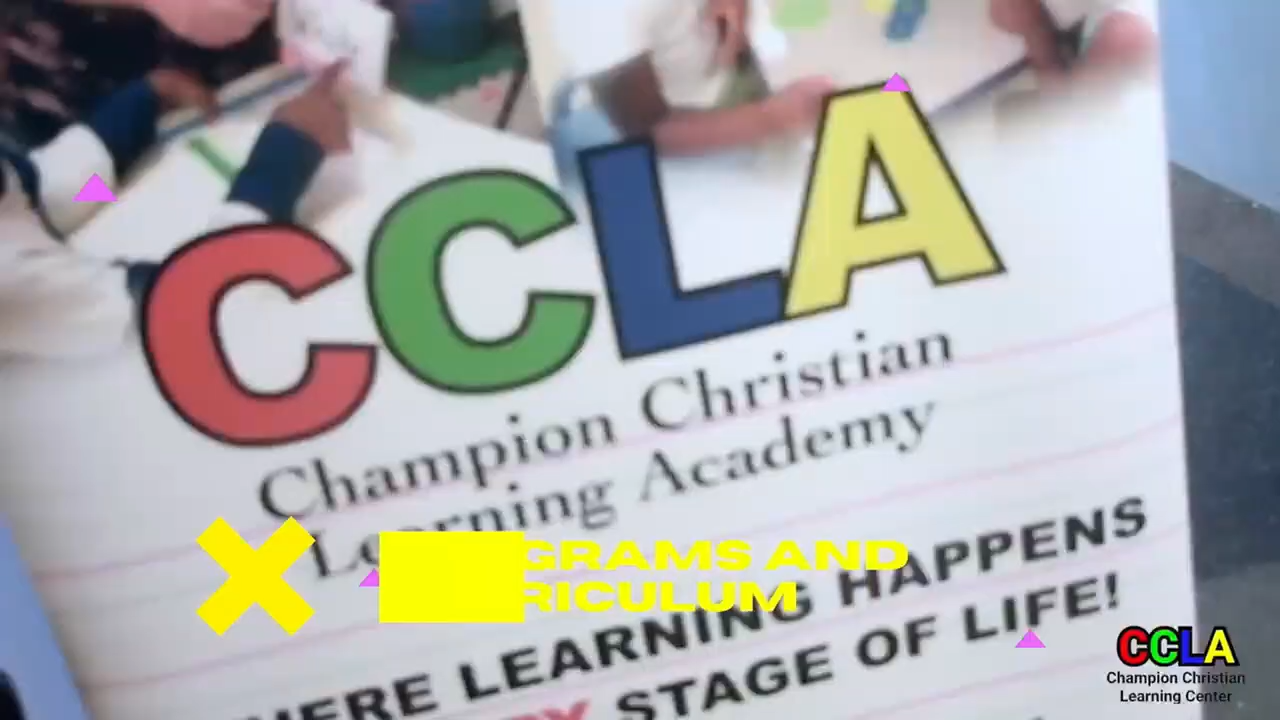 CCLA
Champion Christian
Learning Academy
GRAMS AND
RICULUM
HERE LEARNING HAPPENS
STAGE OF LIFE!
CCLA
Champion Christian
Learning Center